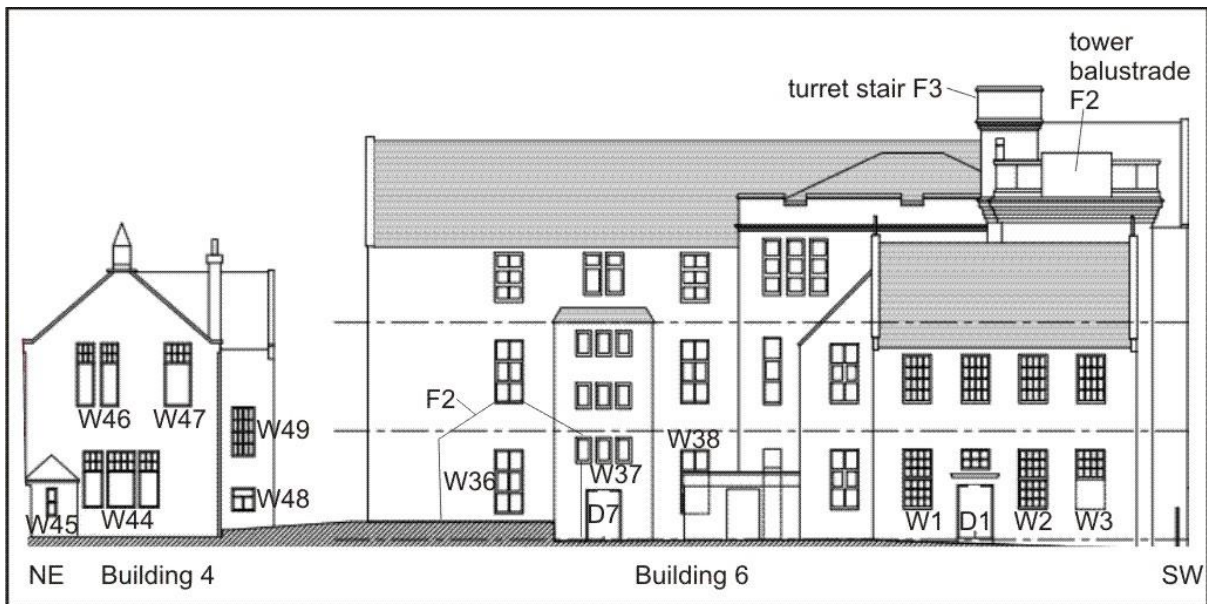 tower
balustrade
F2
turret stair F3
W46
W47
W49
W48
W45
W44
F2
W36
W37
D7
W38
W1
D1
W2
W3
NE
Building 4
Building 6
SW